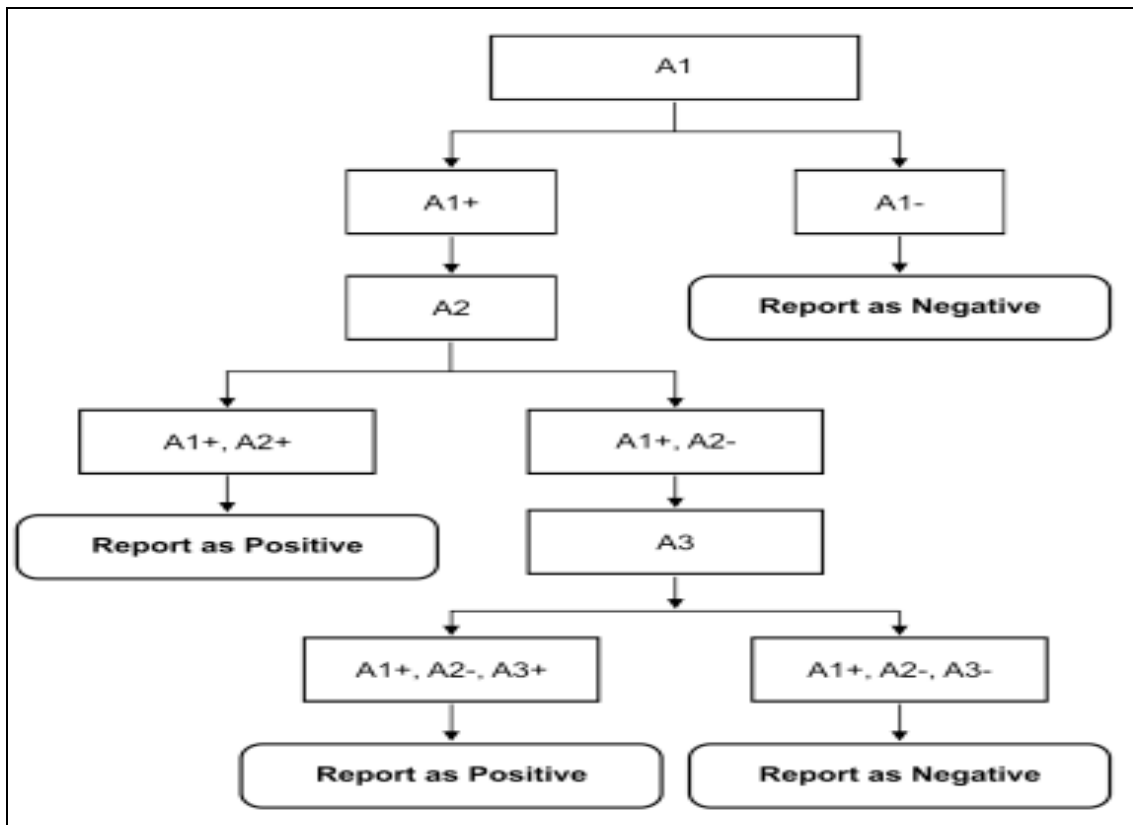 A1
A1+
A1-
A2
Report as Negative
A1+, A2+
A1+, A2-
Report as Positive
A3
A1+, A2-, A3+
A1+, A2-, A3-
Report as Positive
Report as Negative